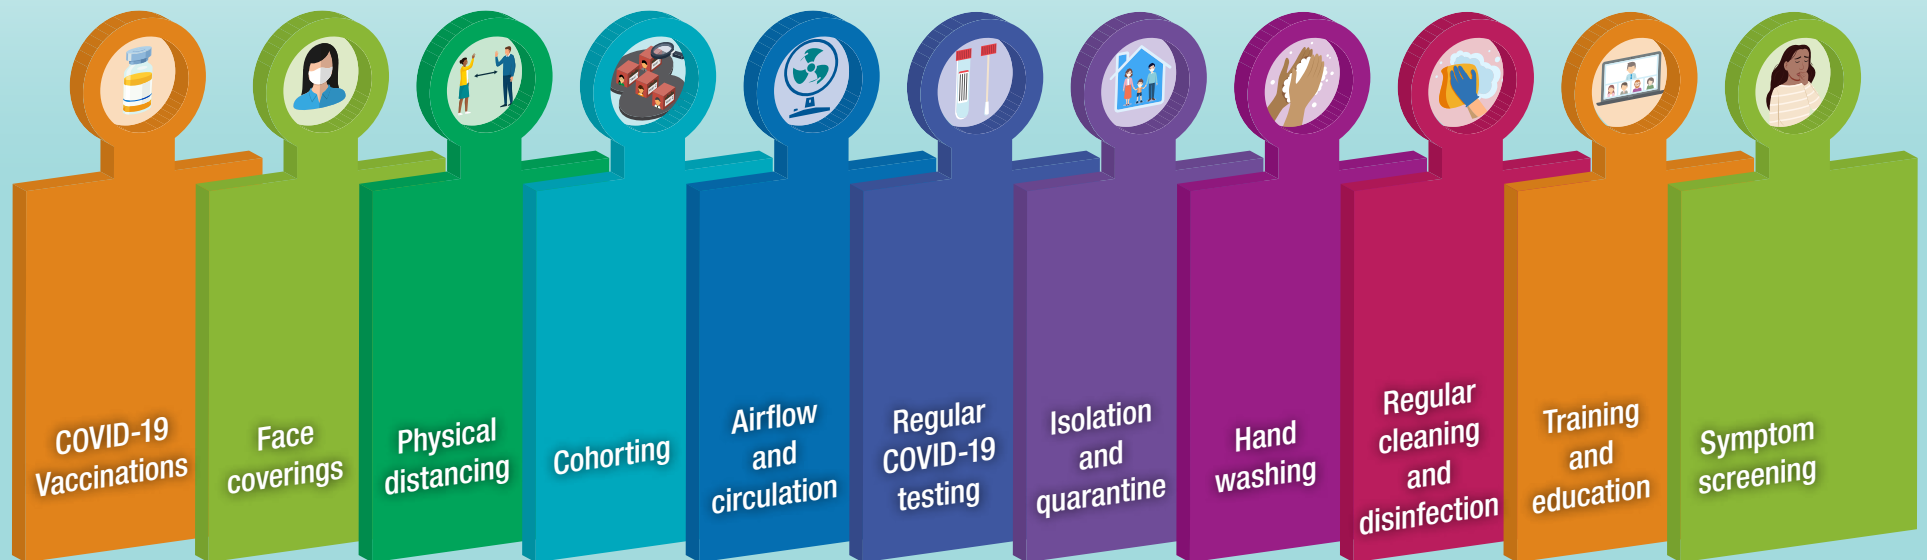 COVID-19
Vaccinations
Face
coverings
Physical
distancing
Cohorting
Airflow
and
circulation
Regular
COVID-19
testing
Isolation
and
quarantine
Hand
washing
Regular
cleaning
and
disinfection
Training
and
education
Symptom
screening